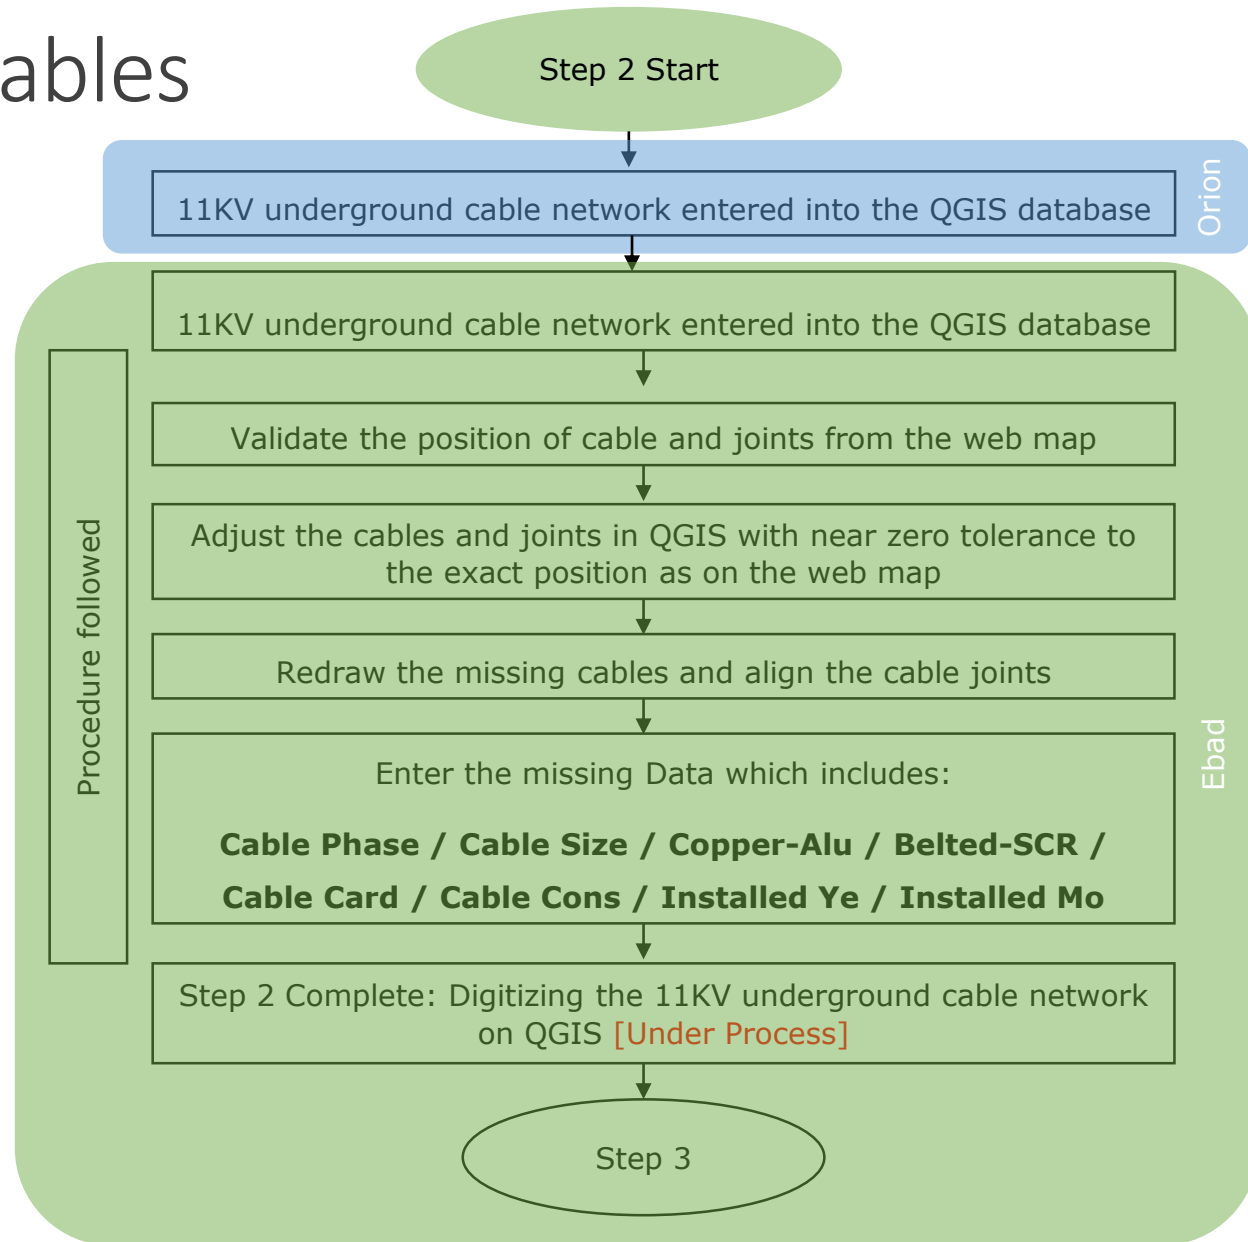 ables
Step 2 Start
11KV underground cable network entered into the QGIS database
Orion
11KV underground cable network entered into the QGIS database
Validate the position of cable and joints from the web map
Adjust the cables and joints in QGIS with near zero tolerance to
the exact position as on the web map
Procedure followed
Redraw the missing cables and align the cable joints
Enter the missing Data which includes:
Cable Phase / Cable Size / Copper-Alu / Belted-SCR /
Cable Card / Cable Cons / Installed Ye / Installed Mo
Ebad
Step 2 Complete: Digitizing the 11KV underground cable network
on QGIS [Under Process]
Step 3